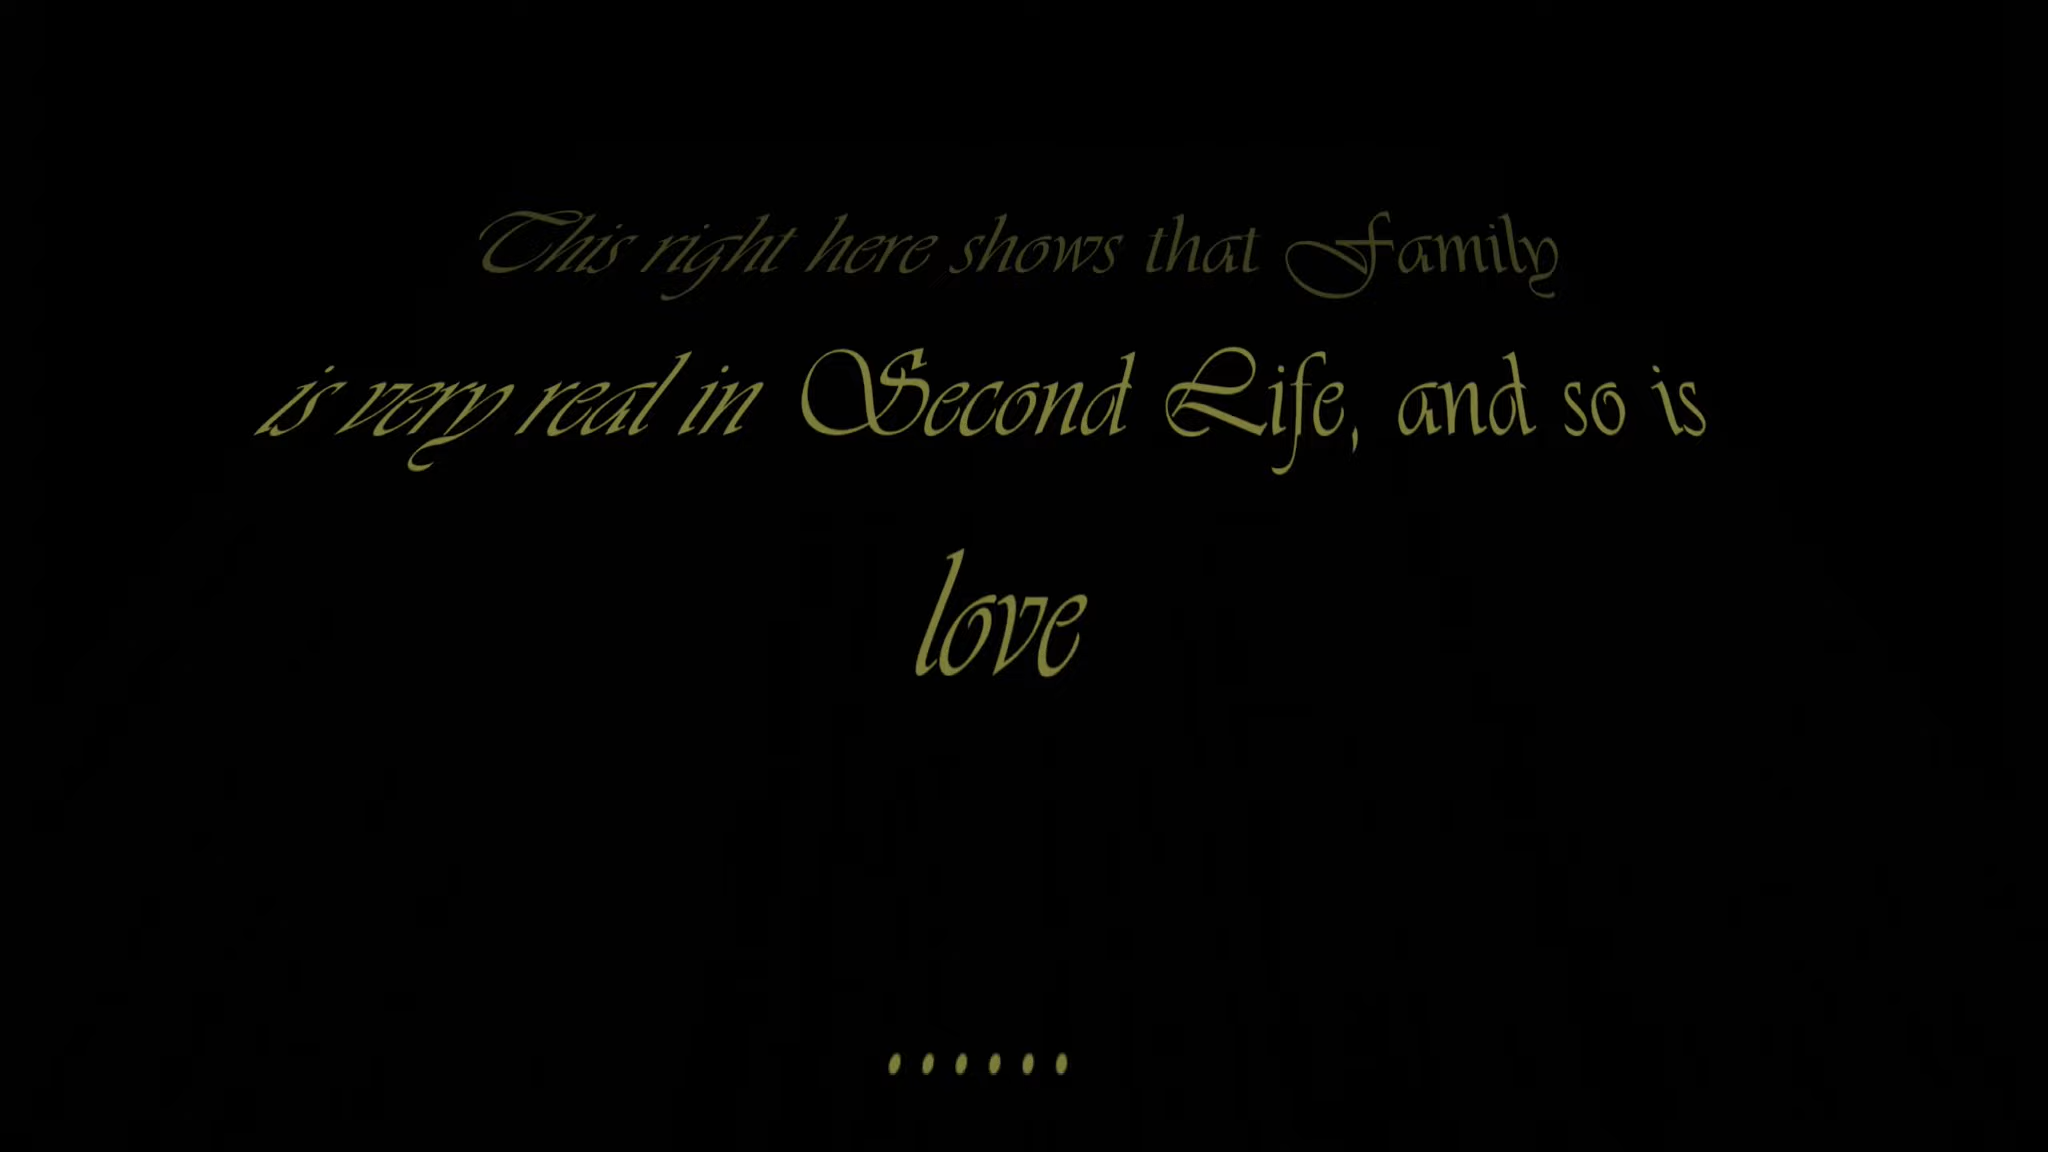 This right here shows that Family
is very real in Second Life, and so is
love
......